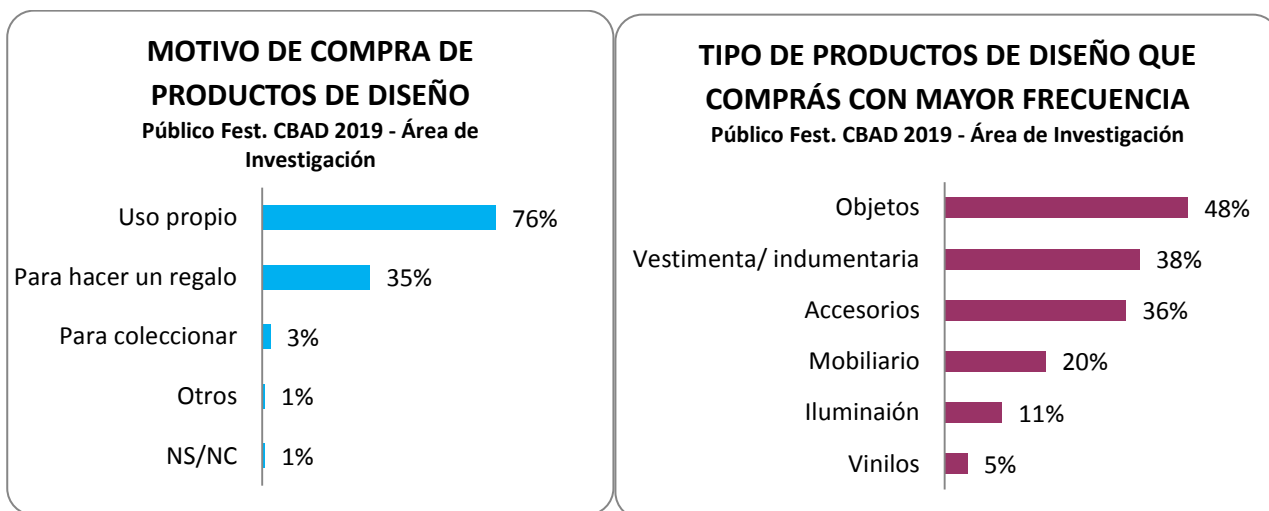 MOTIVO DE COMPRA DE
PRODUCTOS DE DISEÑO
Público Fest. CBAD 2019 - Área de
Investigación
Uso propio 76%
Para hacer un regalo 35%
Para coleccionar 3%
Otros 1%
NS/NC 1%
TIPO DE PRODUCTOS DE DISEÑO QUE
COMPRÁS CON MAYOR FRECUENCIA
Público Fest. CBAD 2019 - Área de Investigación
Objetos 48%
Vestimenta/ indumentaria 38%
Accesorios 36%
Mobiliario 20%
Iluminaión 11%
Vinilos 5%